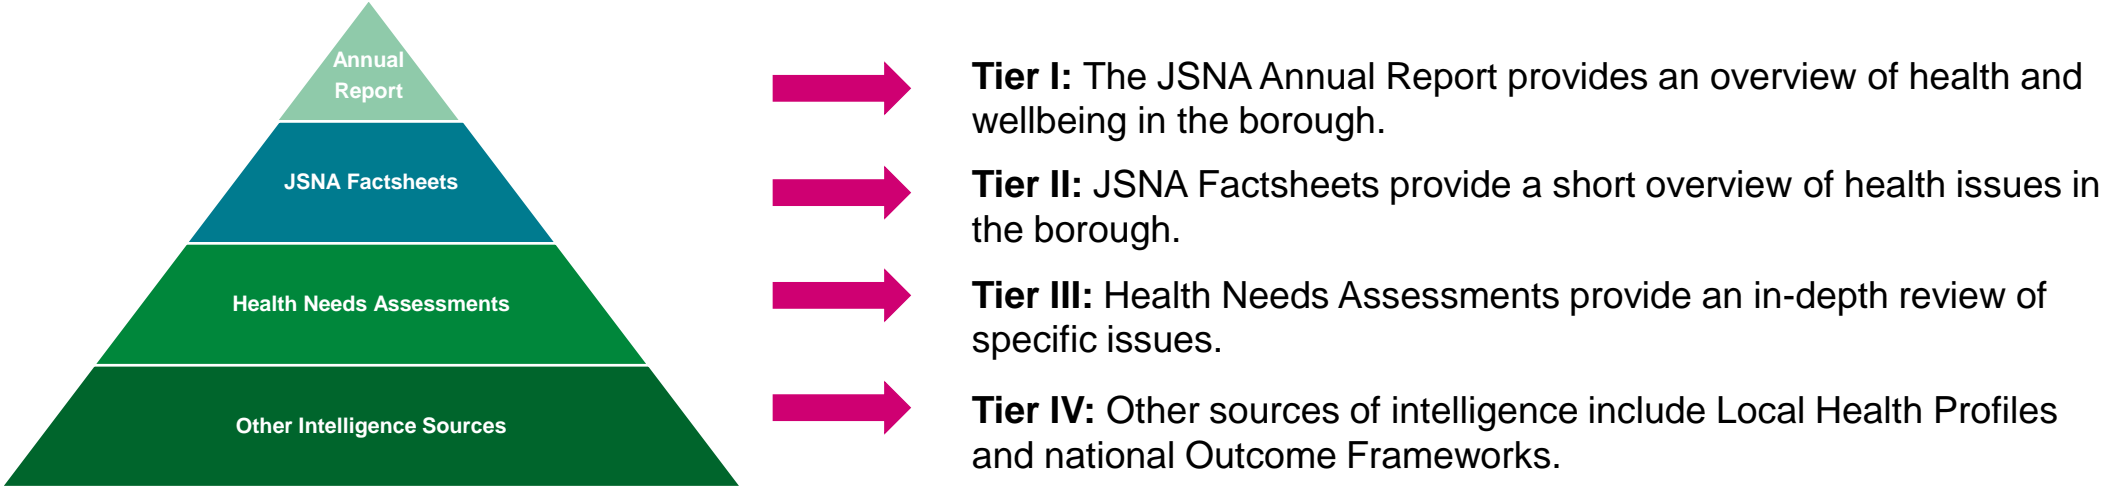 Annual
Report
JSNA Factsheets
Health Needs Assessments
Other Intelligence Sources
Tier I: The JSNA Annual Report provides an overview of health and
wellbeing in the borough.
Tier II: JSNA Factsheets provide a short overview of health issues in
the borough.
Tier III: Health Needs Assessments provide an in-depth review of
specific issues.
Tier IV: Other sources of intelligence include Local Health Profiles
and national Outcome Frameworks.